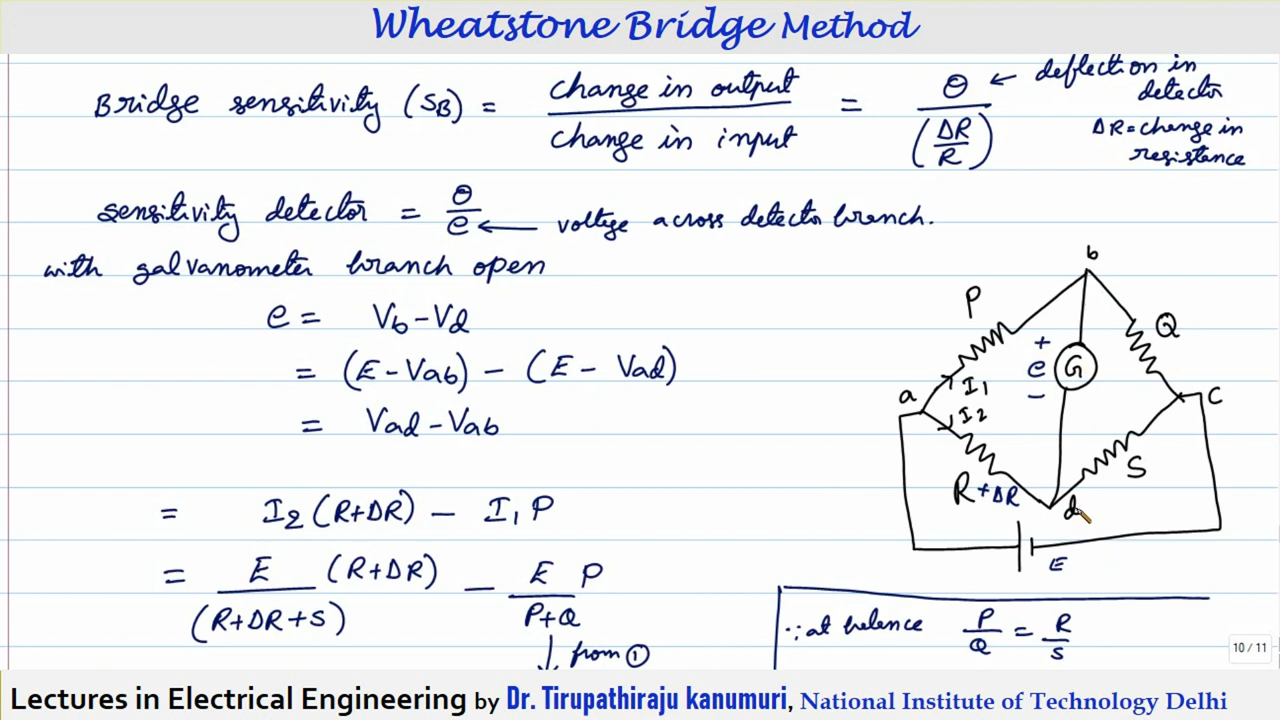 Wheatstone Bridge Method
Bridge sensitivity (SB) = change in output / change in input = θ / (ΔR/R) ← deflection in detector
ΔR = change in resistance
sensitivity detector = θ/e ← voltage across detector branch.
with galvanometer branch open
e = Vb - Vd
= (E - Vab) - (E - Vad)
= Vad - Vab
= I2 (R+ΔR) - I1 P
= E/(R+ΔR+S) (R+ΔR) - E/(P+Q) P
↓ from ①
b
P
Q
+
e
G
-
a
I1
I2
c
R + ΔR
S
d
E
∵ at balence P/Q = R/S
10 / 11
Lectures in Electrical Engineering by Dr. Tirupathiraju kanumuri, National Institute of Technology Delhi